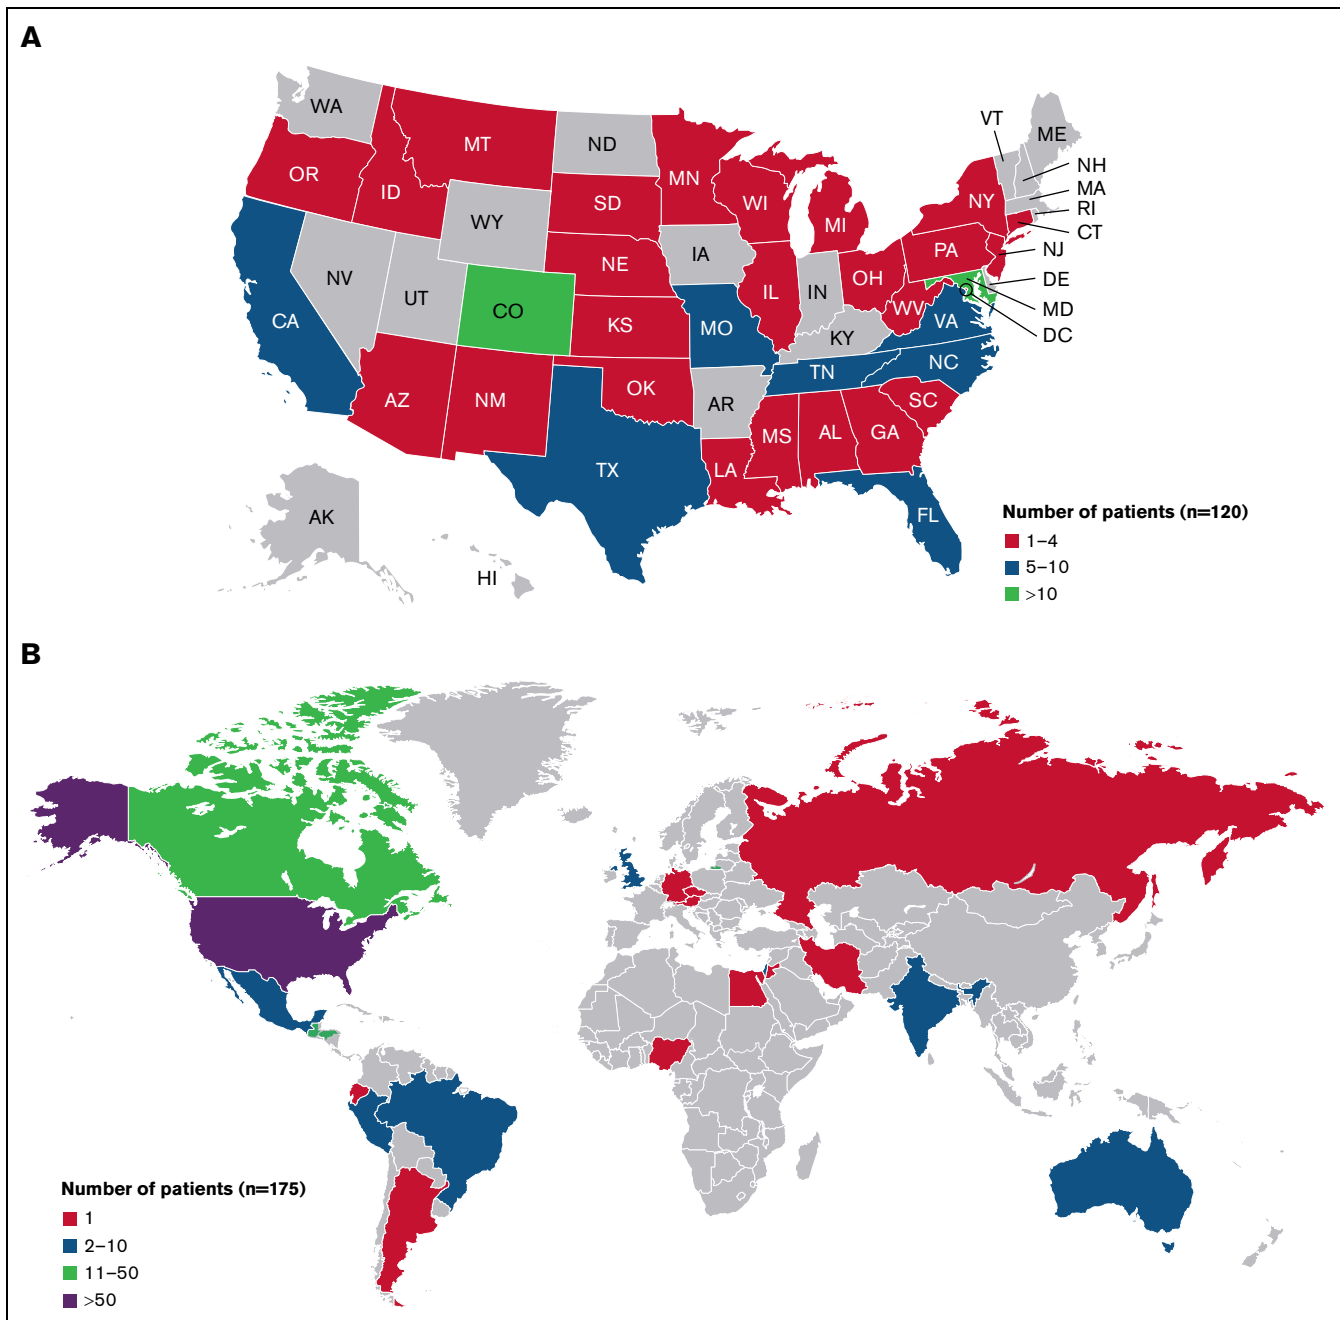 A
WA
MT
ND
VT
ME
OR
ID
MN
NH
SD
WI
MI
NY
MA
RI
WY
CT
NV
NE
IA
PA
NJ
UT
IL
IN
OH
DE
CO
WV
MD
CA
KS
MO
KY
VA
DC
TN
NC
AZ
NM
OK
AR
SC
MS
AL
GA
TX
LA
FL
AK
HI
Number of patients (n=120)
1–4
5–10
>10
B
Number of patients (n=175)
1
2–10
11–50
>50